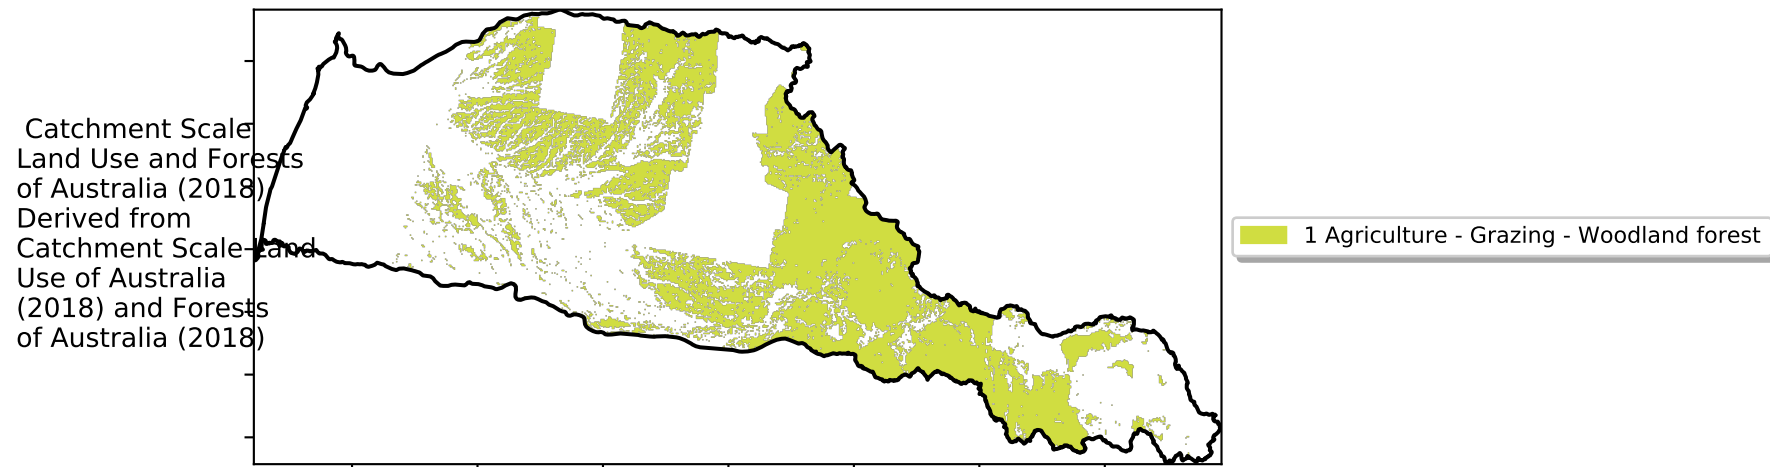 Catchment Scale
Land Use and Forests
of Australia (2018)
Derived from
Catchment Scale Land
Use of Australia
(2018) and Forests
of Australia (2018)
1 Agriculture - Grazing - Woodland forest